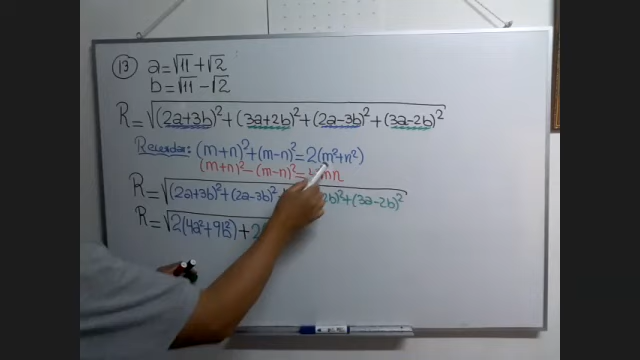 13 a=√11+√2
b=√11-√2
R=√(2a+3b)²+(3a+2b)²+(2a-3b)²+(3a-2b)²
Recordar: (m+n)²+(m-n)²=2(m²+n²)
(m+n)²-(m-n)²=4mn
R=√(2a+3b)²+(2a-3b)²+ 2b)²+(3a-2b)²
R=√2(4a²+9b²)+2